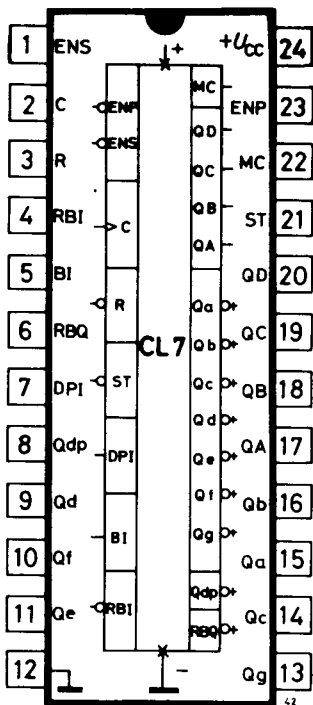 1 ENS + +UCC 24
2 C ENP MC ENP 23
3 R ENS QD QC MC 22
4 RBI C QB QA ST 21
5 BI R Qa QD 20
6 RBQ CL7 Qb QC 19
7 DPI ST Qc Qd QB 18
8 Qdp DPI Qe QA 17
9 Qd Qf Qb 16
10 Qf BI Qg Qa 15
11 Qe RBI Qdp RBQ Qc 14
12 - Qg 13
42